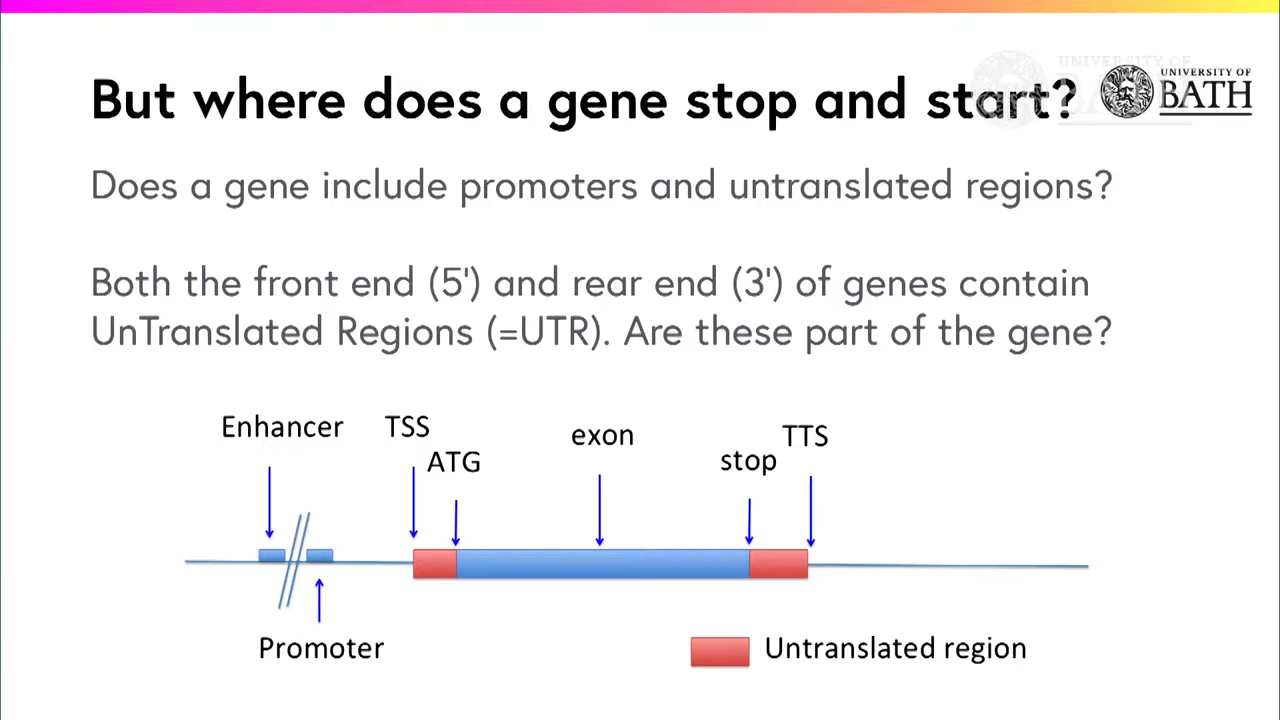 But where does a gene stop and start?
UNIVERSITY OF
BATH
Does a gene include promoters and untranslated regions?
Both the front end (5') and rear end (3') of genes contain
UnTranslated Regions (=UTR). Are these part of the gene?
Enhancer
TSS
ATG
exon
stop
TTS
Promoter
Untranslated region